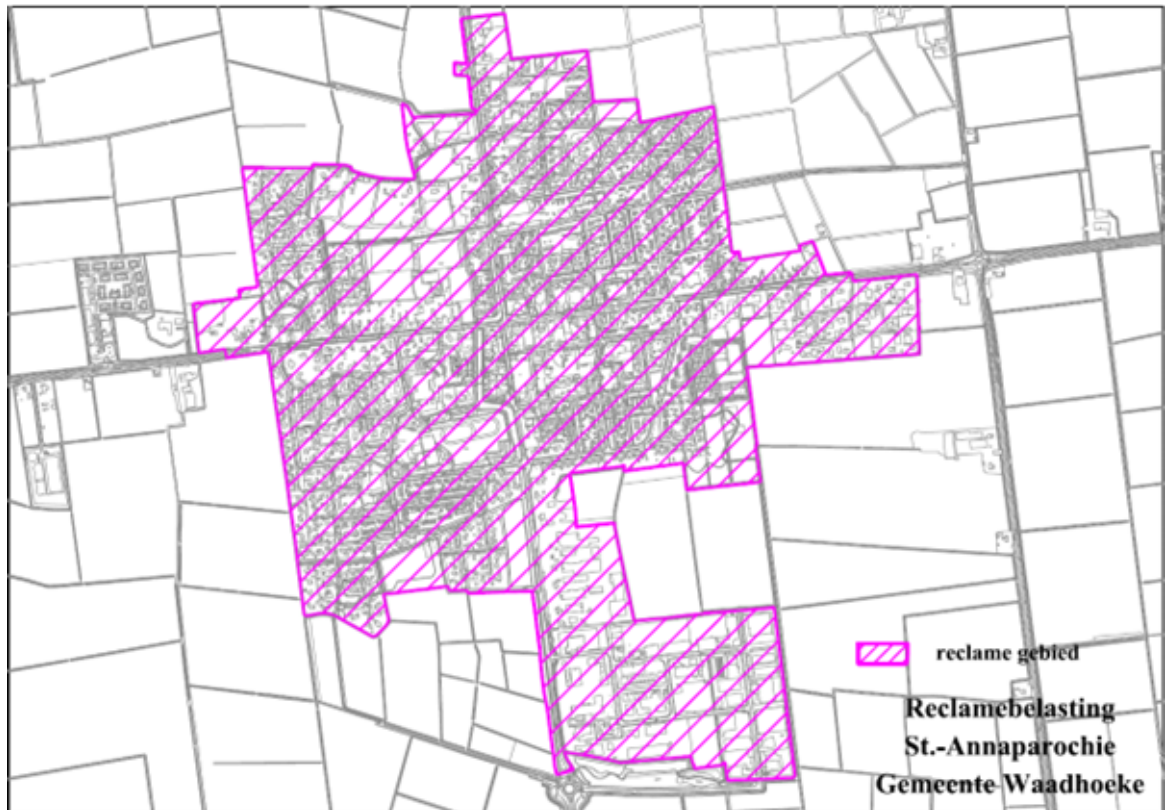 reclame gebied
Reclamebelasting
St.-Annaparochie
Gemeente Waadhoeke